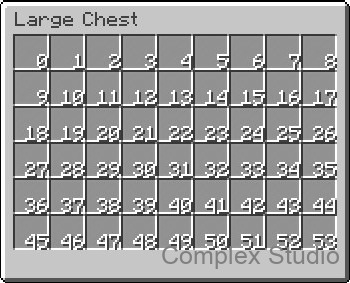 Large Chest
0 1 2 3 4 5 6 7 8
9 10 11 12 13 14 15 16 17
18 19 20 21 22 23 24 25 26
27 28 29 30 31 32 33 34 35
36 37 38 39 40 41 42 43 44
45 46 47 48 49 50 51 52 53
Complex Studio